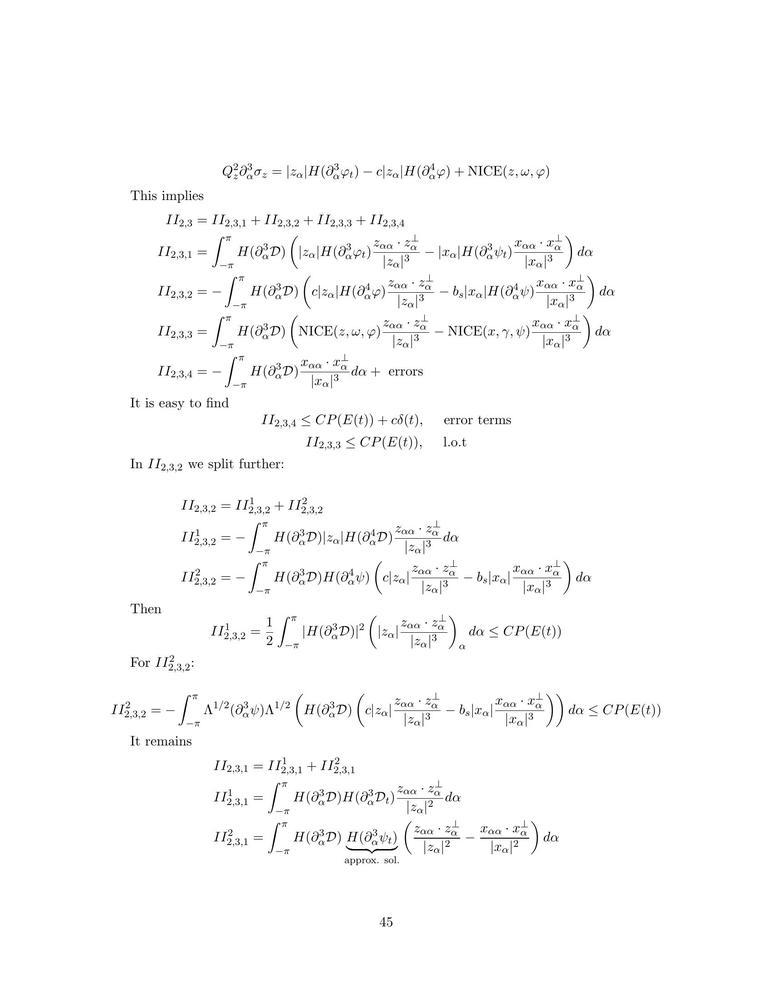 $Q_z^2 \partial_\alpha^3 \sigma_z = |z_\alpha| H(\partial_\alpha^3 \varphi_t) - c|z_\alpha| H(\partial_\alpha^4 \varphi) + \text{NICE}(z, \omega, \varphi)$
This implies
$II_{2,3} = II_{2,3,1} + II_{2,3,2} + II_{2,3,3} + II_{2,3,4}$
$II_{2,3,1} = \int_{-\pi}^{\pi} H(\partial_\alpha^3 \mathcal{D}) \left( |z_\alpha| H(\partial_\alpha^3 \varphi_t) \frac{z_{\alpha\alpha} \cdot z_\alpha^\perp}{|z_\alpha|^3} - |x_\alpha| H(\partial_\alpha^3 \psi_t) \frac{x_{\alpha\alpha} \cdot x_\alpha^\perp}{|x_\alpha|^3} \right) d\alpha$
$II_{2,3,2} = -\int_{-\pi}^{\pi} H(\partial_\alpha^3 \mathcal{D}) \left( c|z_\alpha| H(\partial_\alpha^4 \varphi) \frac{z_{\alpha\alpha} \cdot z_\alpha^\perp}{|z_\alpha|^3} - b_s|x_\alpha| H(\partial_\alpha^4 \psi) \frac{x_{\alpha\alpha} \cdot x_\alpha^\perp}{|x_\alpha|^3} \right) d\alpha$
$II_{2,3,3} = \int_{-\pi}^{\pi} H(\partial_\alpha^3 \mathcal{D}) \left( \text{NICE}(z, \omega, \varphi) \frac{z_{\alpha\alpha} \cdot z_\alpha^\perp}{|z_\alpha|^3} - \text{NICE}(x, \gamma, \psi) \frac{x_{\alpha\alpha} \cdot x_\alpha^\perp}{|x_\alpha|^3} \right) d\alpha$
$II_{2,3,4} = -\int_{-\pi}^{\pi} H(\partial_\alpha^3 \mathcal{D}) \frac{x_{\alpha\alpha} \cdot x_\alpha^\perp}{|x_\alpha|^3} d\alpha + \text{ errors}$
It is easy to find
$II_{2,3,4} \leq CP(E(t)) + c\delta(t), \quad \text{error terms}$
$II_{2,3,3} \leq CP(E(t)), \quad \text{l.o.t}$
In $II_{2,3,2}$ we split further:
$II_{2,3,2} = II_{2,3,2}^1 + II_{2,3,2}^2$
$II_{2,3,2}^1 = -\int_{-\pi}^{\pi} H(\partial_\alpha^3 \mathcal{D}) |z_\alpha| H(\partial_\alpha^4 \mathcal{D}) \frac{z_{\alpha\alpha} \cdot z_\alpha^\perp}{|z_\alpha|^3} d\alpha$
$II_{2,3,2}^2 = -\int_{-\pi}^{\pi} H(\partial_\alpha^3 \mathcal{D}) H(\partial_\alpha^4 \psi) \left( c|z_\alpha| \frac{z_{\alpha\alpha} \cdot z_\alpha^\perp}{|z_\alpha|^3} - b_s|x_\alpha| \frac{x_{\alpha\alpha} \cdot x_\alpha^\perp}{|x_\alpha|^3} \right) d\alpha$
Then
$II_{2,3,2}^1 = \frac{1}{2} \int_{-\pi}^{\pi} |H(\partial_\alpha^3 \mathcal{D})|^2 \left( |z_\alpha| \frac{z_{\alpha\alpha} \cdot z_\alpha^\perp}{|z_\alpha|^3} \right)_\alpha d\alpha \leq CP(E(t))$
For $II_{2,3,2}^2$:
$II_{2,3,2}^2 = -\int_{-\pi}^{\pi} \Lambda^{1/2}(\partial_\alpha^3 \psi) \Lambda^{1/2} \left( H(\partial_\alpha^3 \mathcal{D}) \left( c|z_\alpha| \frac{z_{\alpha\alpha} \cdot z_\alpha^\perp}{|z_\alpha|^3} - b_s|x_\alpha| \frac{x_{\alpha\alpha} \cdot x_\alpha^\perp}{|x_\alpha|^3} \right) \right) d\alpha \leq CP(E(t))$
It remains
$II_{2,3,1} = II_{2,3,1}^1 + II_{2,3,1}^2$
$II_{2,3,1}^1 = \int_{-\pi}^{\pi} H(\partial_\alpha^3 \mathcal{D}) H(\partial_\alpha^3 \mathcal{D}_t) \frac{z_{\alpha\alpha} \cdot z_\alpha^\perp}{|z_\alpha|^2} d\alpha$
$II_{2,3,1}^2 = \int_{-\pi}^{\pi} H(\partial_\alpha^3 \mathcal{D}) \underbrace{H(\partial_\alpha^3 \psi_t)}_{\text{approx. sol.}} \left( \frac{z_{\alpha\alpha} \cdot z_\alpha^\perp}{|z_\alpha|^2} - \frac{x_{\alpha\alpha} \cdot x_\alpha^\perp}{|x_\alpha|^2} \right) d\alpha$
45